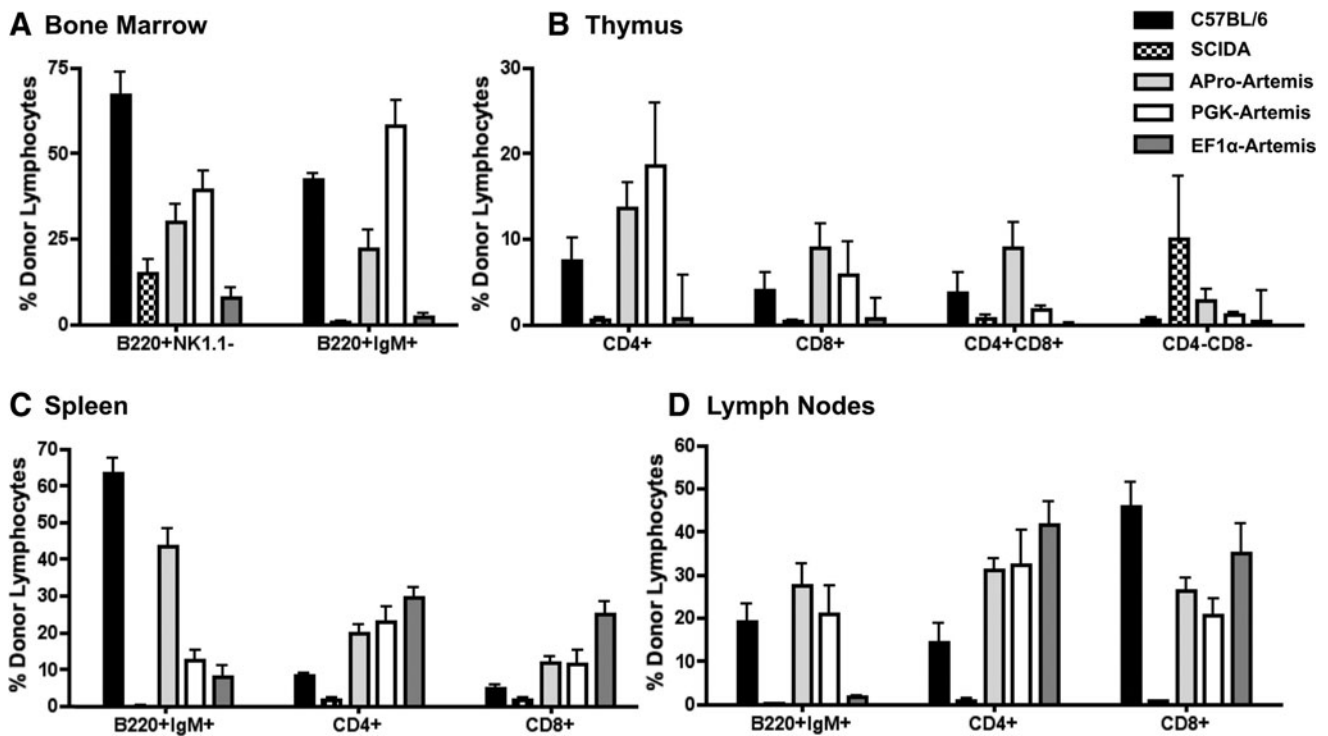 A Bone Marrow
% Donor Lymphocytes
75
50
25
0
B220+NK1.1-
B220+IgM+
B Thymus
% Donor Lymphocytes
30
20
10
0
CD4+
CD8+
CD4+CD8+
CD4-CD8-
C57BL/6
SCIDA
APro-Artemis
PGK-Artemis
EF1α-Artemis
C Spleen
% Donor Lymphocytes
70
60
50
40
30
20
10
0
B220+IgM+
CD4+
CD8+
D Lymph Nodes
% Donor Lymphocytes
60
50
40
30
20
10
0
B220+IgM+
CD4+
CD8+